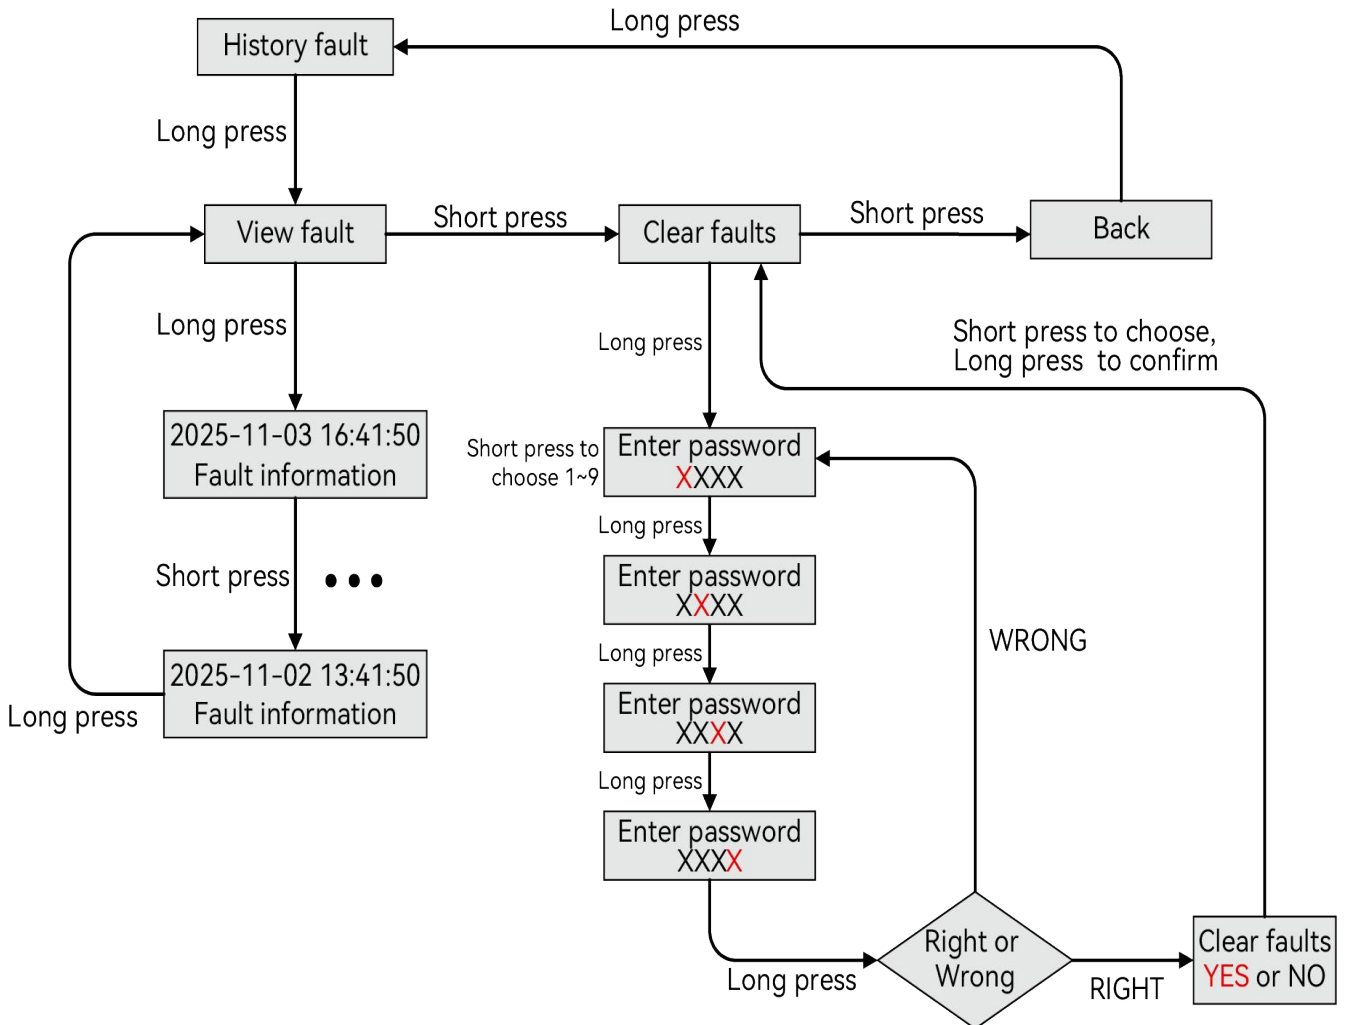 Long press
History fault
Long press
View fault
Short press
Clear faults
Short press
Back
Long press
Long press
Short press to choose,
Long press to confirm
2025-11-03 16:41:50
Fault information
Short press to
choose 1~9
Enter password
XXXX
Long press
Short press
•••
Enter password
XXXX
WRONG
Long press
2025-11-02 13:41:50
Fault information
Long press
Enter password
XXXX
Long press
Enter password
XXXX
Long press
Right or
Wrong
RIGHT
Clear faults
YES or NO